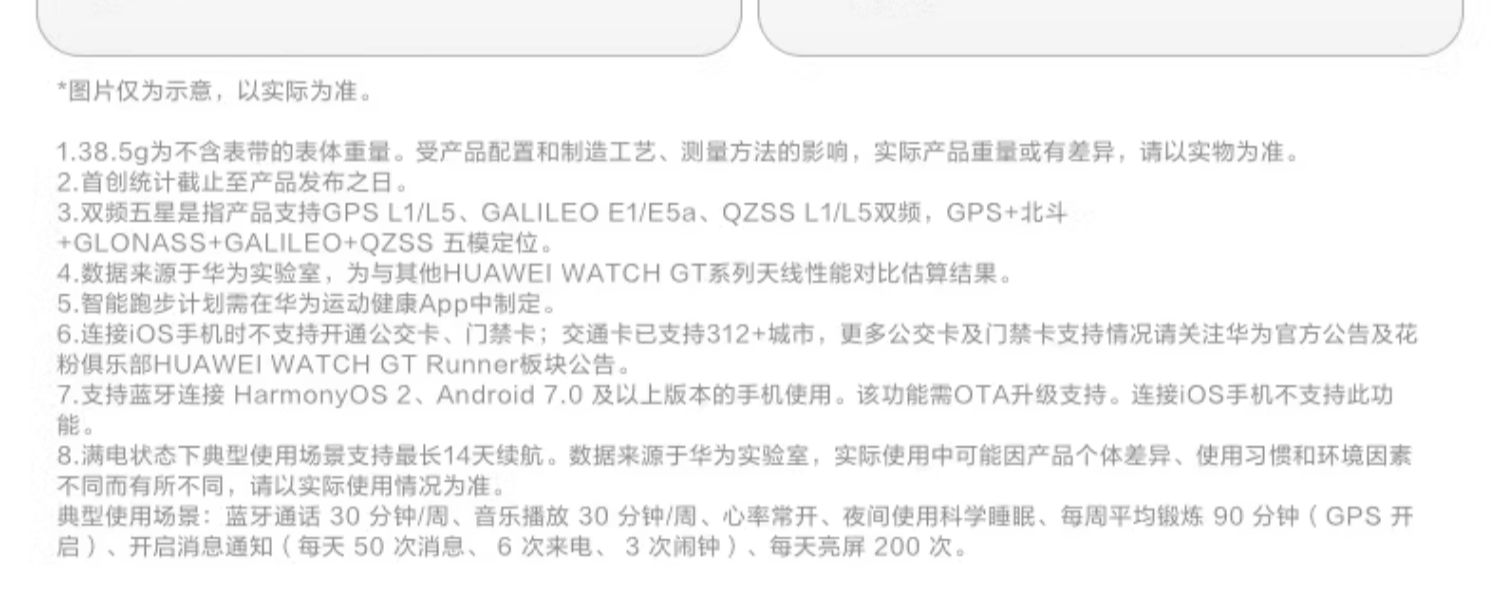 *图片仅为示意，以实际为准。
1.38.5g为不含表带的表体重量。受产品配置和制造工艺、测量方法的影响，实际产品重量或有差异，请以实物为准。
2.首创统计截止至产品发布之日。
3.双频五星是指产品支持GPS L1/L5、GALILEO E1/E5a、QZSS L1/L5双频，GPS+北斗
+GLONASS+GALILEO+QZSS 五模定位。
4.数据来源于华为实验室，为与其他HUAWEI WATCH GT系列天线性能对比估算结果。
5.智能跑步计划需在华为运动健康App中制定。
6.连接iOS手机时不支持开通公交卡、门禁卡；交通卡已支持312+城市，更多公交卡及门禁卡支持情况请关注华为官方公告及花
粉俱乐部HUAWEI WATCH GT Runner板块公告。
7.支持蓝牙连接 HarmonyOS 2、Android 7.0 及以上版本的手机使用。该功能需OTA升级支持。连接iOS手机不支持此功
能。
8.满电状态下典型使用场景支持最长14天续航。数据来源于华为实验室，实际使用中可能因产品个体差异、使用习惯和环境因素
不同而有所不同，请以实际使用情况为准。
典型使用场景：蓝牙通话 30 分钟/周、音乐播放 30 分钟/周、心率常开、夜间使用科学睡眠、每周平均锻炼 90 分钟（GPS 开
启）、开启消息通知（每天 50 次消息、 6 次来电、 3 次闹钟）、每天亮屏 200 次。